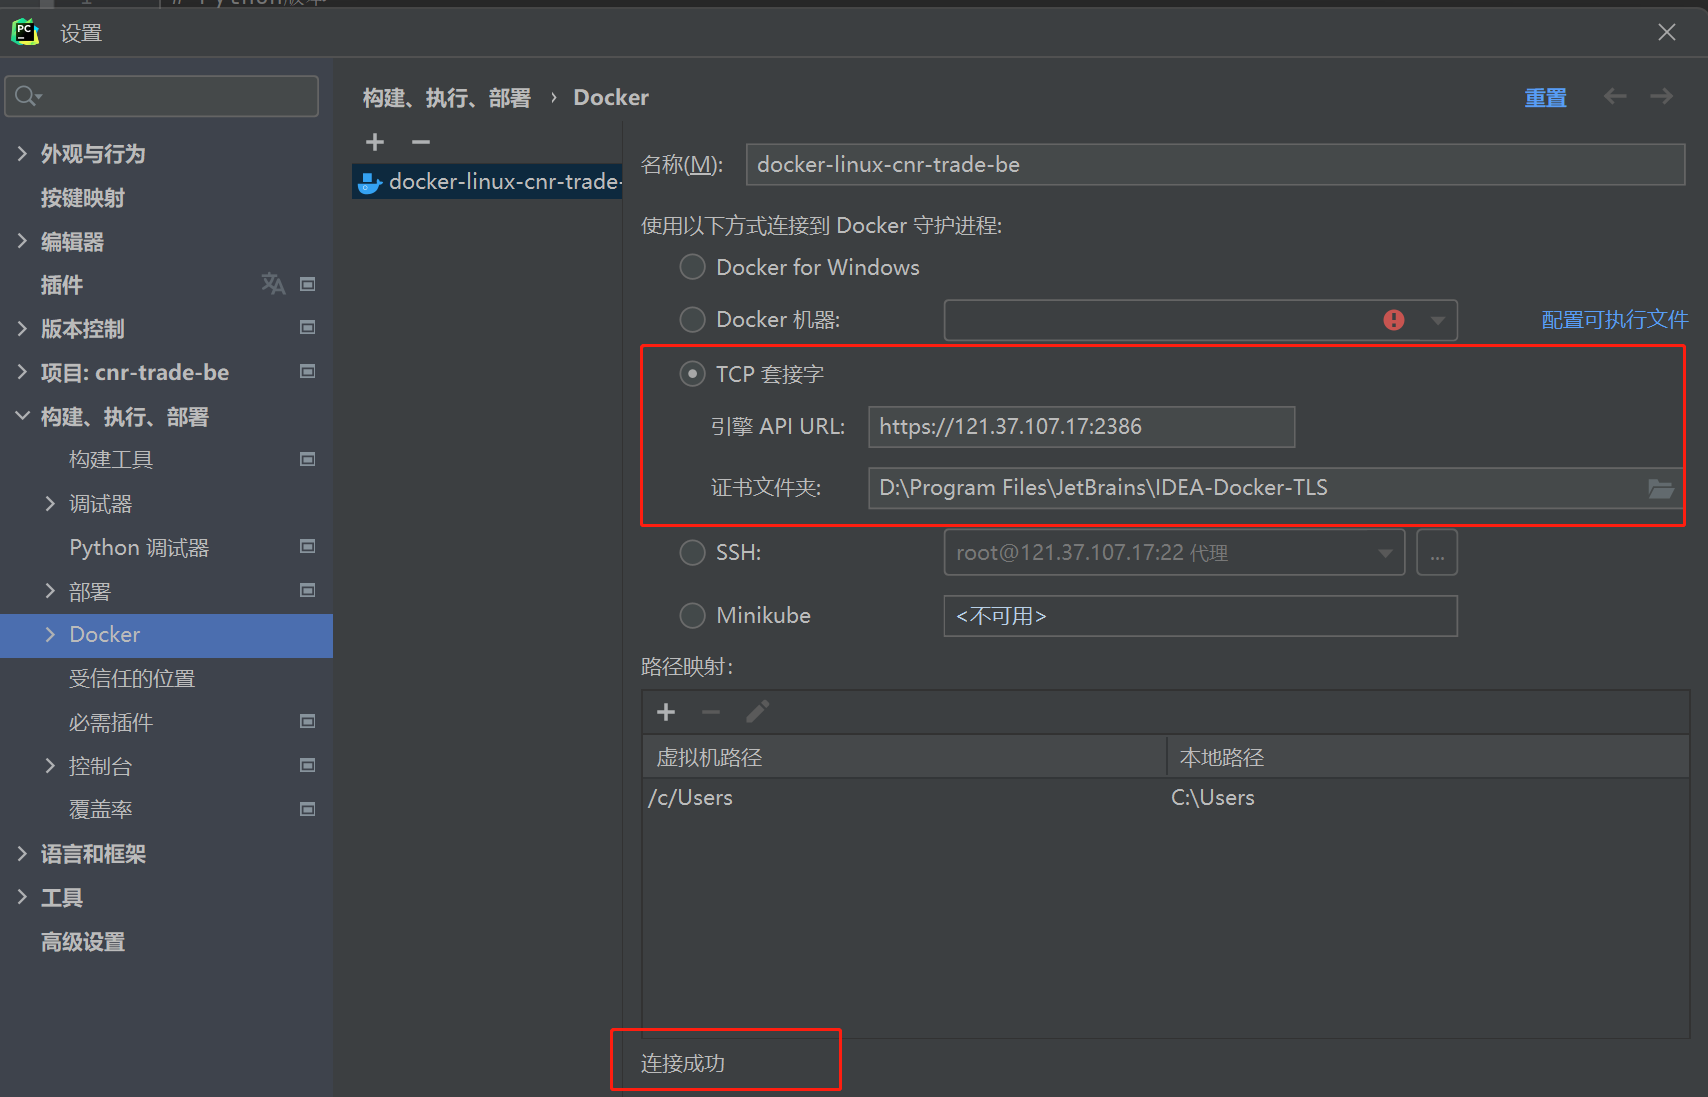 设置
外观与行为
按键映射
编辑器
插件
版本控制
项目: cnr-trade-be
构建、执行、部署
构建工具
调试器
Python 调试器
部署
Docker
受信任的位置
必需插件
控制台
覆盖率
语言和框架
工具
高级设置
构建、执行、部署 › Docker
重置
docker-linux-cnr-trade-
名称(M): docker-linux-cnr-trade-be
使用以下方式连接到 Docker 守护进程:
Docker for Windows
Docker 机器:
配置可执行文件
TCP 套接字
引擎 API URL: https://121.37.107.17:2386
证书文件夹: D:\Program Files\JetBrains\IDEA-Docker-TLS
SSH: root@121.37.107.17:22 代理 ...
Minikube <不可用>
路径映射:
虚拟机路径 本地路径
/c/Users C:\Users
连接成功